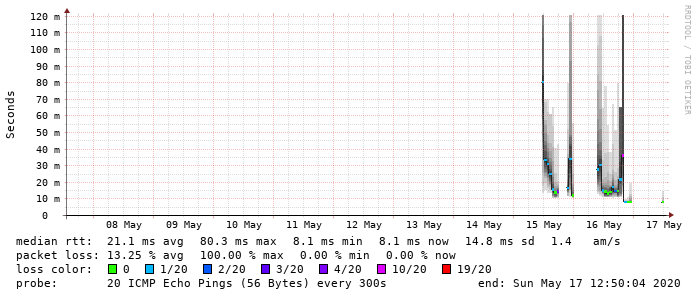 120 m
110 m
100 m
90 m
80 m
70 m
60 m
50 m
40 m
30 m
20 m
10 m
0
Seconds
RRDTOOL / TOBI OETIKER
08 May 09 May 10 May 11 May 12 May 13 May 14 May 15 May 16 May 17 May
median rtt: 21.1 ms avg 80.3 ms max 8.1 ms min 8.1 ms now 14.8 ms sd 1.4 am/s
packet loss: 13.25 % avg 100.00 % max 0.00 % min 0.00 % now
loss color: 0 1/20 2/20 3/20 4/20 10/20 19/20
probe: 20 ICMP Echo Pings (56 Bytes) every 300s end: Sun May 17 12:50:04 2020